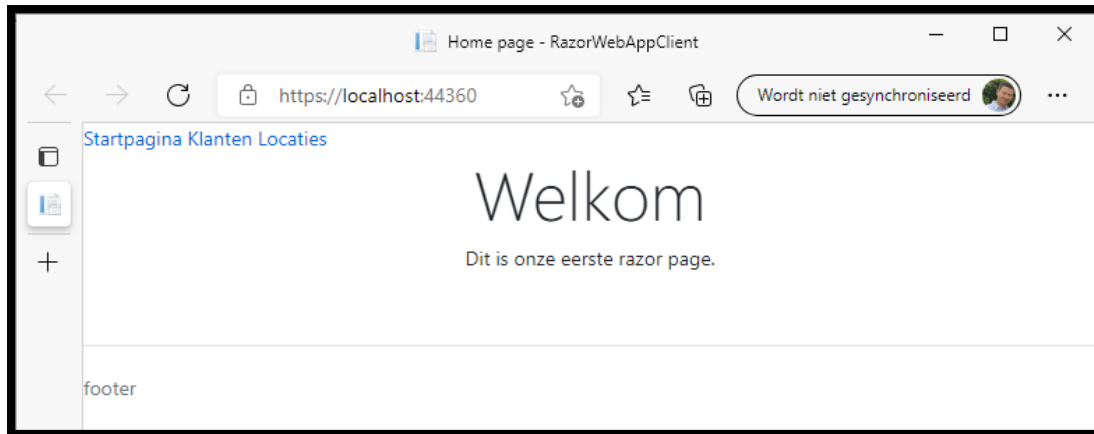 Home page - RazorWebAppClient
https://localhost:44360
Wordt niet gesynchroniseerd
Startpagina Klanten Locaties
Welkom
Dit is onze eerste razor page.
footer